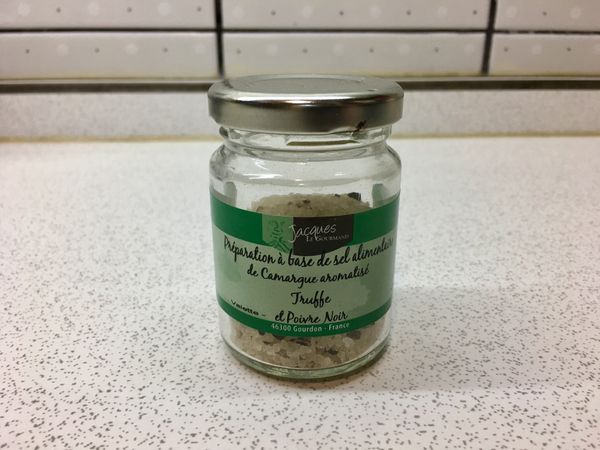 Jacques
Le Gourmand
Préparation à base de sel alimentaire
de Camargue aromatisé
Truffe
Valette -
et Poivre Noir
46300 Gourdon - France